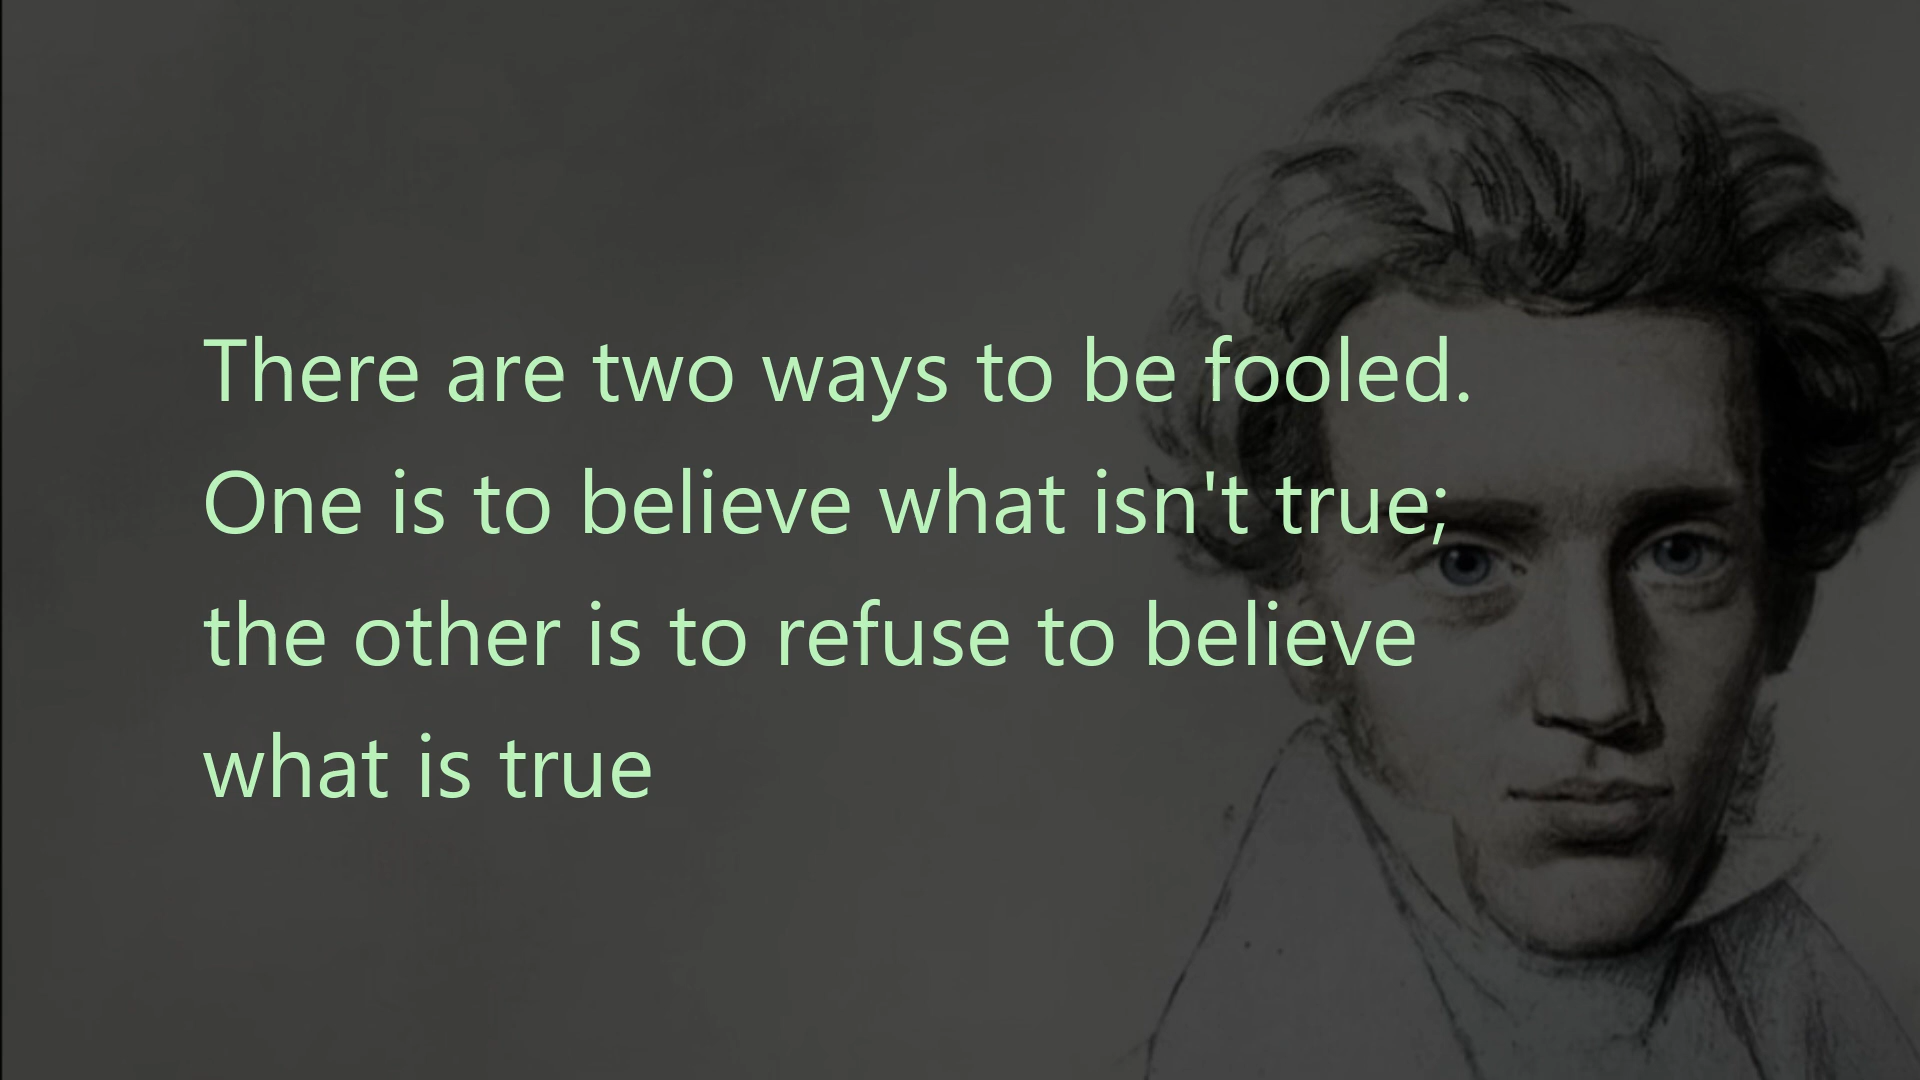 There are two ways to be fooled.
One is to believe what isn't true;
the other is to refuse to believe
what is true